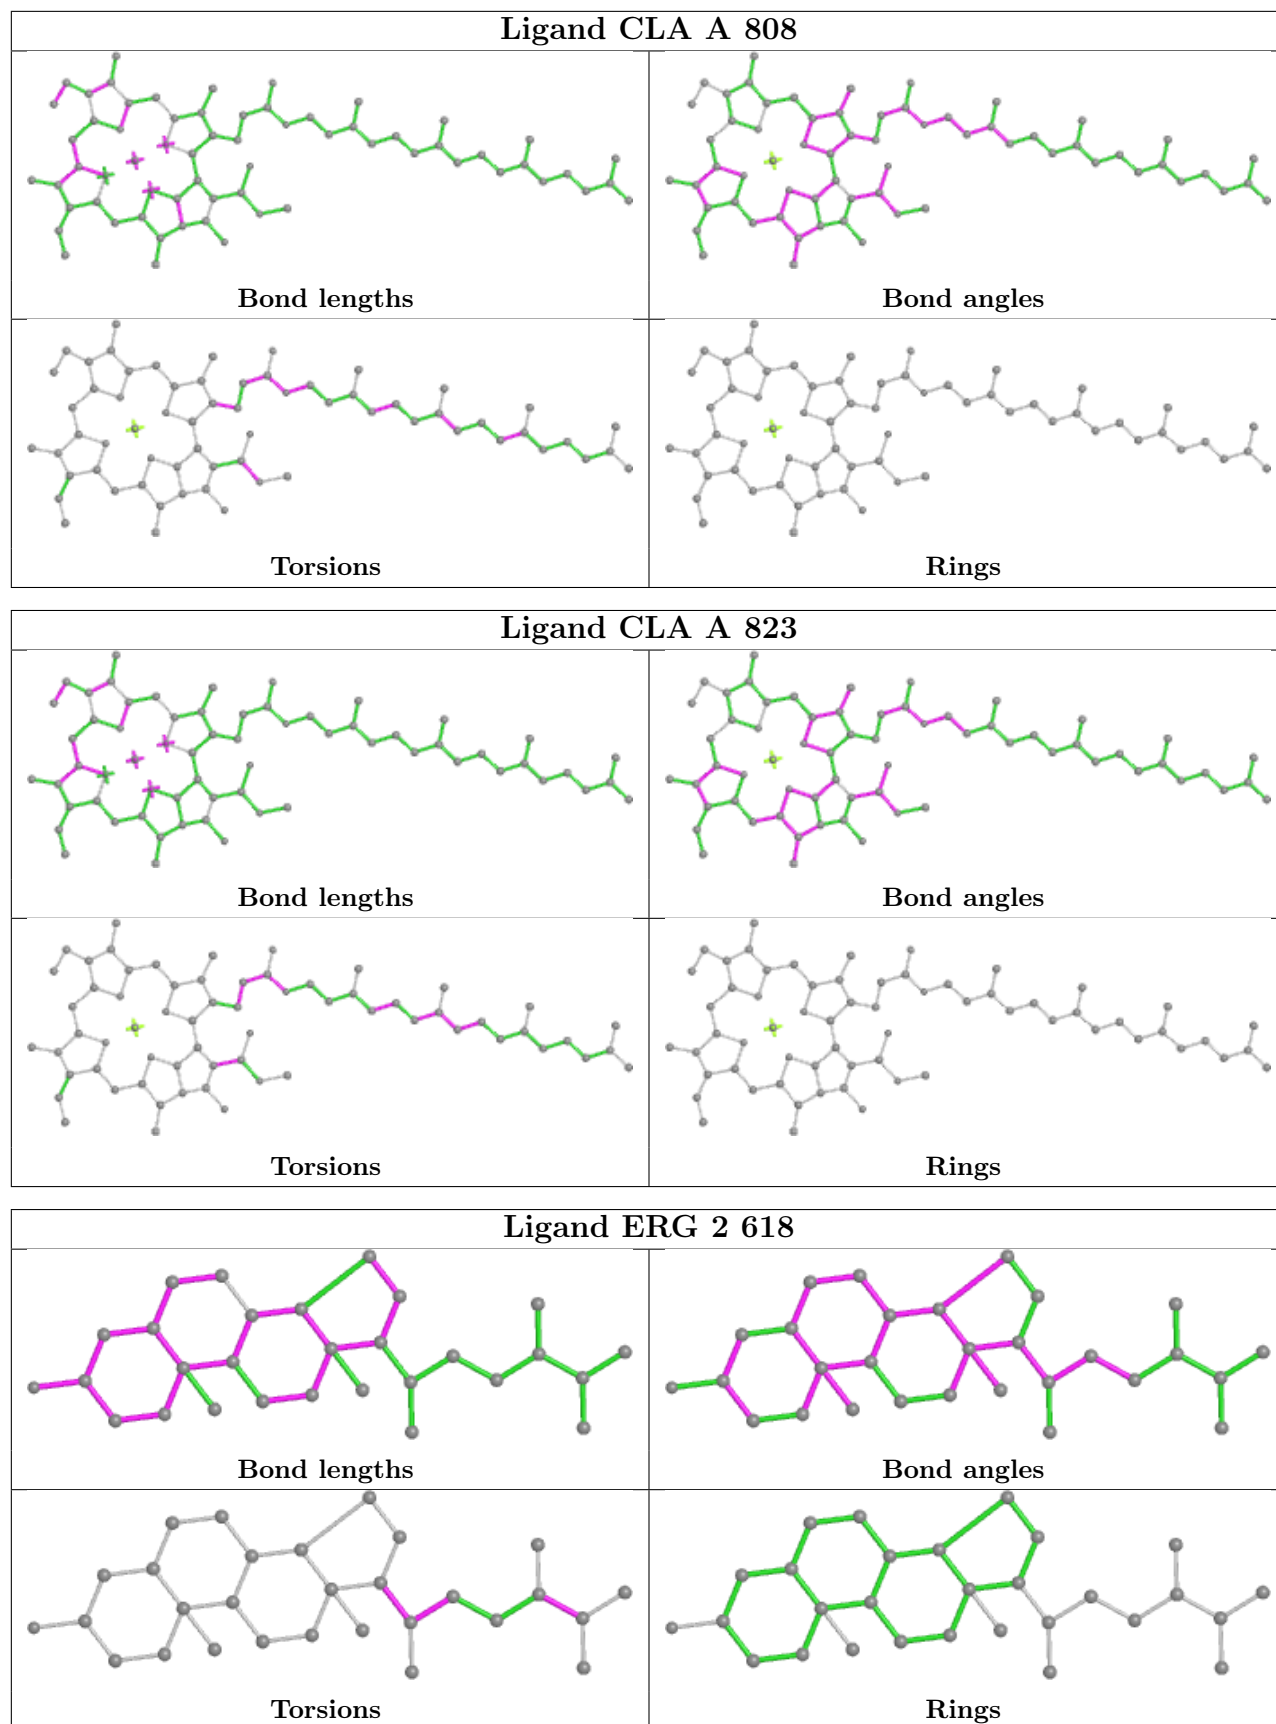 Ligand CLA A 808
Bond lengths
Bond angles
Torsions
Rings
Ligand CLA A 823
Bond lengths
Bond angles
Torsions
Rings
Ligand ERG 2 618
Bond lengths
Bond angles
Torsions
Rings